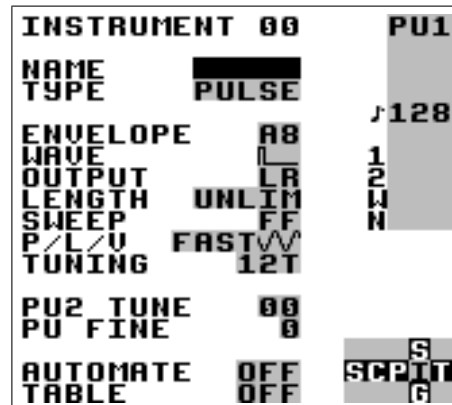 INSTRUMENT 00 PU1
NAME
TYPE PULSE
♪128
ENVELOPE A8
WAVE 1
OUTPUT LR 2
LENGTH UNLIM W
SWEEP FF N
P/L/V FAST
TUNING 12T
PU2 TUNE 00
PU FINE 0
S
AUTOMATE OFF SCPIT
TABLE OFF G